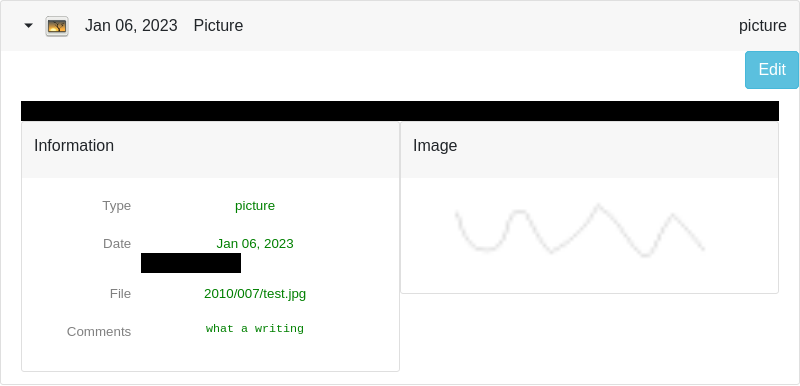 Jan 06, 2023 Picture picture
Edit
Information
Type picture
Date Jan 06, 2023
File 2010/007/test.jpg
Comments what a writing
Image